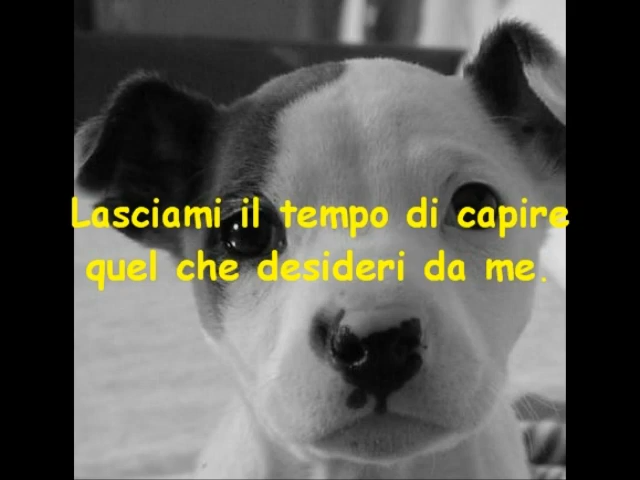 Lasciami il tempo di capire
quel che desideri da me.